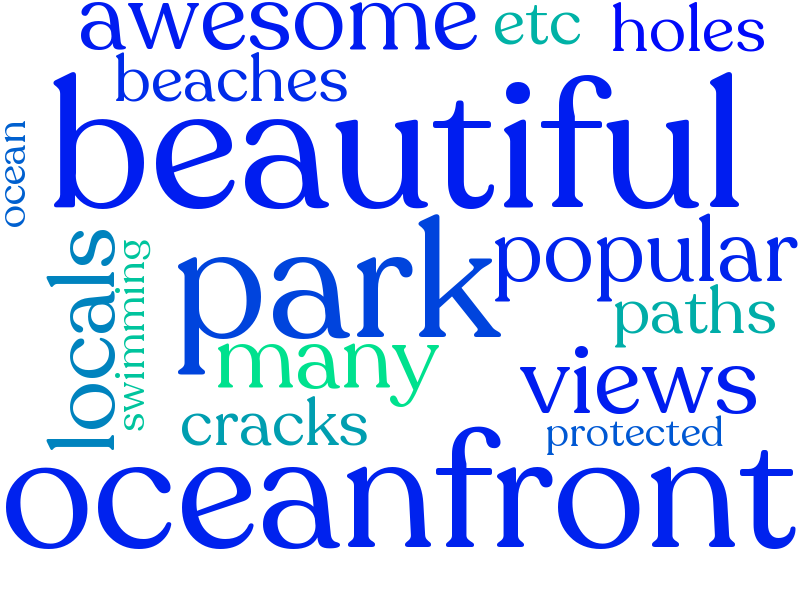 awesome
etc
holes
beaches
beautiful
ocean
locals
swimming
park
popular
paths
many
views
cracks
protected
oceanfront